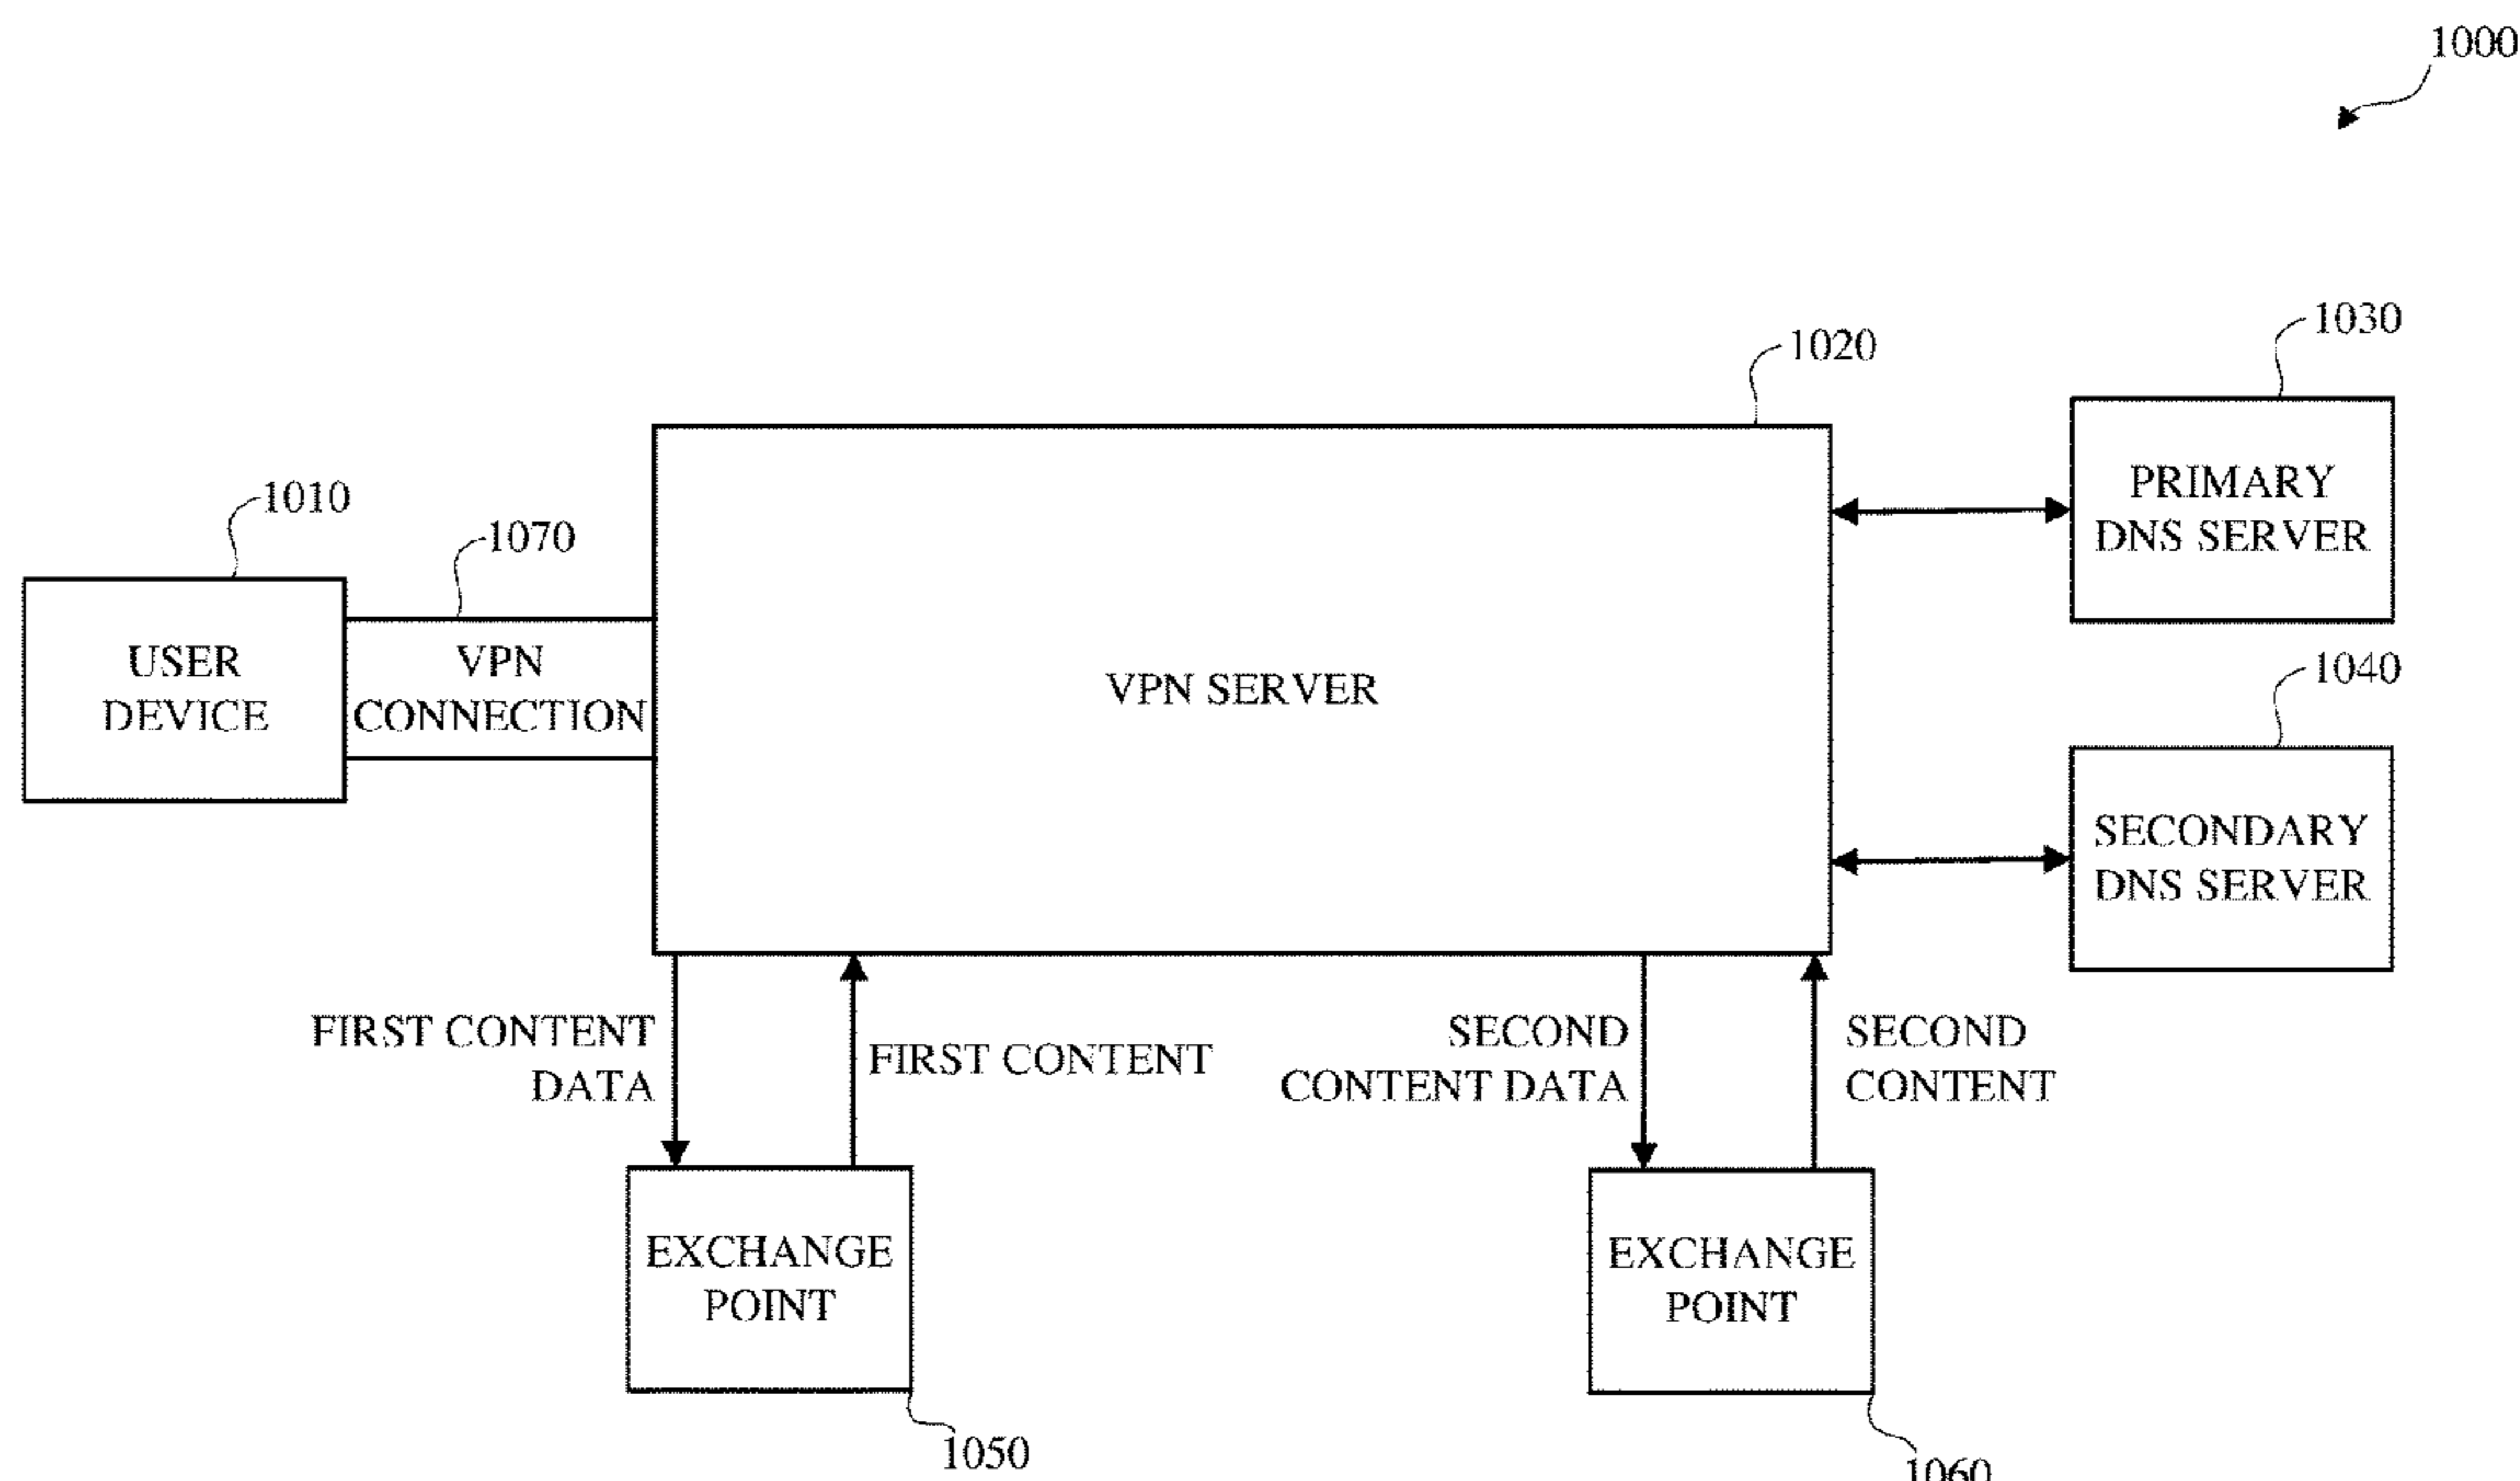 1000
1030
1020
PRIMARY
DNS SERVER
1010
1070
USER
DEVICE
VPN
CONNECTION
VPN SERVER
1040
SECONDARY
DNS SERVER
FIRST CONTENT
DATA
FIRST CONTENT
SECOND
CONTENT DATA
SECOND
CONTENT
EXCHANGE
POINT
EXCHANGE
POINT
1050
1060